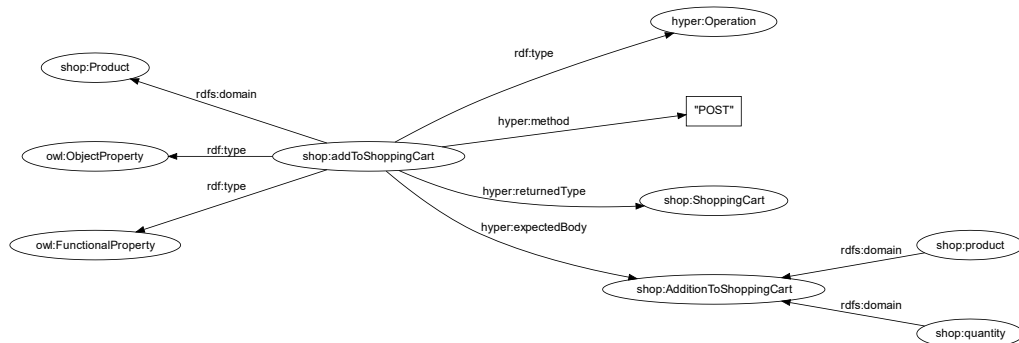 hyper:Operation
rdf:type
shop:Product
rdfs:domain
"POST"
hyper:method
rdf:type
owl:ObjectProperty
shop:addToShoppingCart
rdf:type
hyper:returnedType
shop:ShoppingCart
hyper:expectedBody
owl:FunctionalProperty
shop:product
rdfs:domain
shop:AdditionToShoppingCart
rdfs:domain
shop:quantity